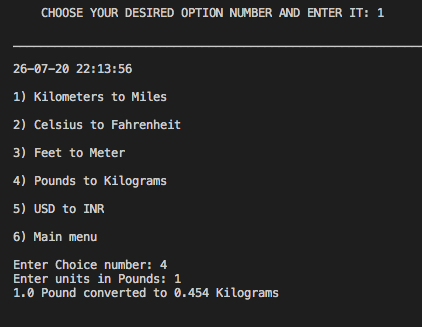 CHOOSE YOUR DESIRED OPTION NUMBER AND ENTER IT: 1
26-07-20 22:13:56
1) Kilometers to Miles
2) Celsius to Fahrenheit
3) Feet to Meter
4) Pounds to Kilograms
5) USD to INR
6) Main menu
Enter Choice number: 4
Enter units in Pounds: 1
1.0 Pound converted to 0.454 Kilograms